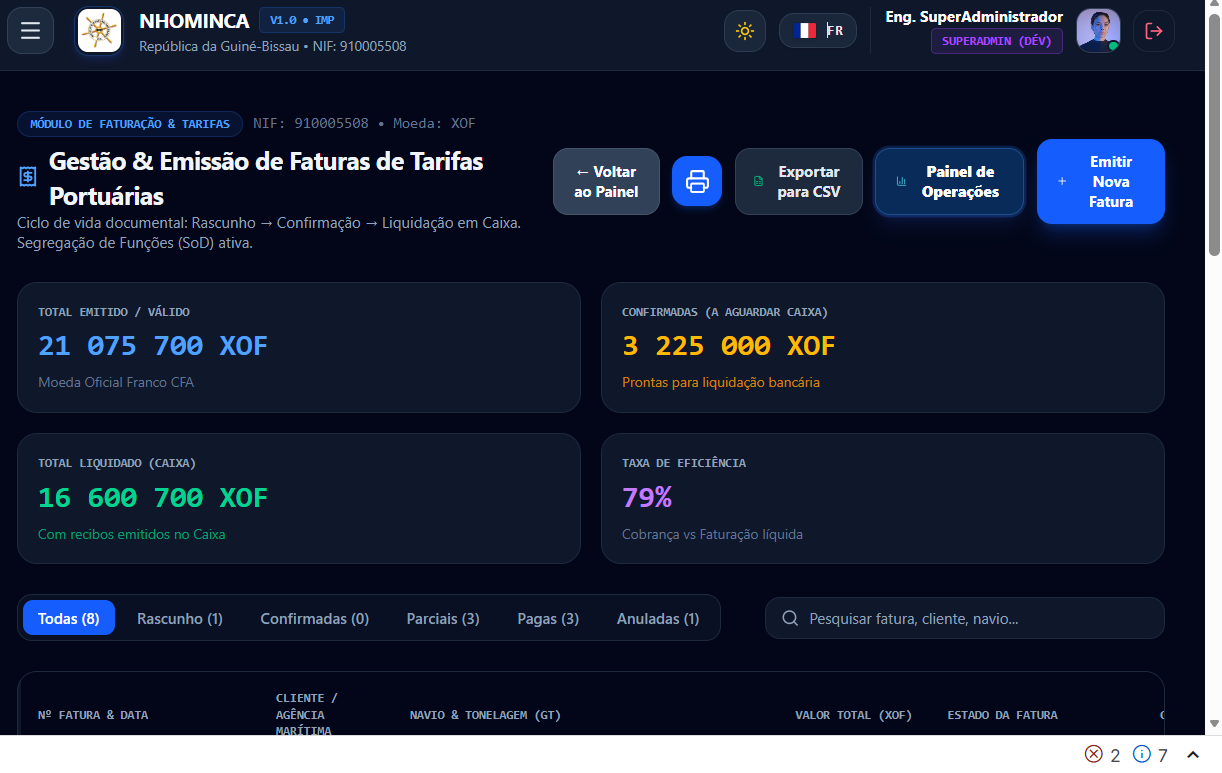 NHOMINCA
V1.0 • IMP
República da Guiné-Bissau • NIF: 910005508
FR
Eng. SuperAdministrador
SUPERADMIN (DÉV)
MÓDULO DE FATURAÇÃO & TARIFAS
NIF: 910005508 • Moeda: XOF
Gestão & Emissão de Faturas de Tarifas
Portuárias
Ciclo de vida documental: Rascunho → Confirmação → Liquidação em Caixa.
Segregação de Funções (SoD) ativa.
← Voltar
ao Painel
Exportar
para CSV
Painel de
Operações
+ Emitir
Nova
Fatura
TOTAL EMITIDO / VÁLIDO
21 075 700 XOF
Moeda Oficial Franco CFA
CONFIRMADAS (A AGUARDAR CAIXA)
3 225 000 XOF
Prontas para liquidação bancária
TOTAL LIQUIDADO (CAIXA)
16 600 700 XOF
Com recibos emitidos no Caixa
TAXA DE EFICIÊNCIA
79%
Cobrança vs Faturação líquida
Todas (8)
Rascunho (1)
Confirmadas (0)
Parciais (3)
Pagas (3)
Anuladas (1)
Pesquisar fatura, cliente, navio...
Nº FATURA & DATA
CLIENTE /
AGÊNCIA
MARÍTIMA
NAVIO & TONELAGEM (GT)
VALOR TOTAL (XOF)
ESTADO DA FATURA
2
7